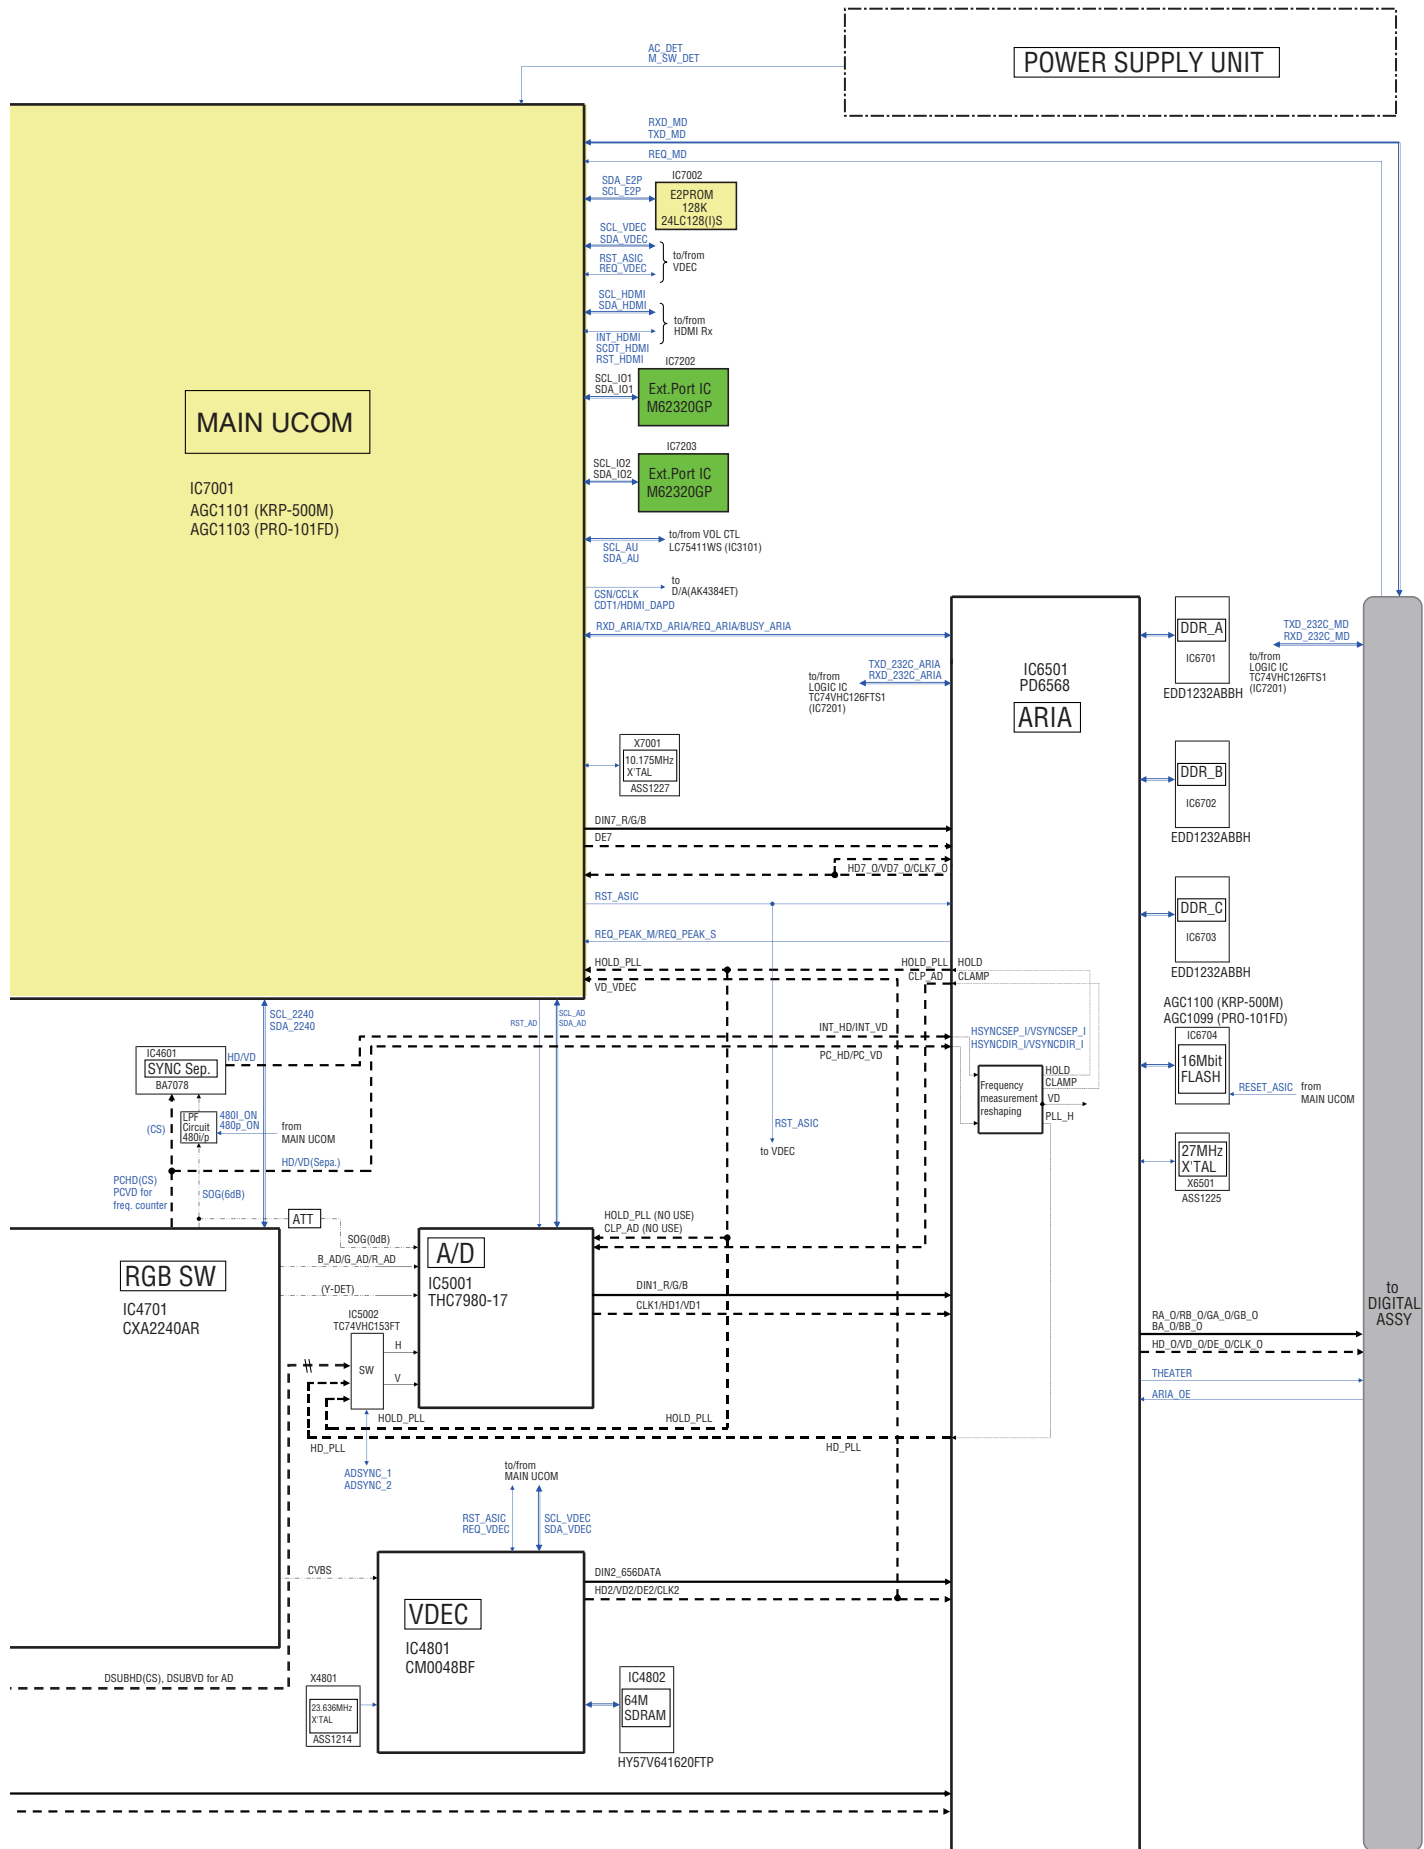 AC_DET
M_SW_DET
POWER SUPPLY UNIT
RXD_MD
TXD_MD
REQ_MD
IC7002
SDA_E2P
SCL_E2P
E2PROM
128K
24LC128(I)S
SCL_VDEC
SDA_VDEC
RST_ASIC
REQ_VDEC
to/from
VDEC
SCL_HDMI
SDA_HDMI
to/from
HDMI Rx
INT_HDMI
SCDT_HDMI
RST_HDMI
IC7202
SCL_IO1
SDA_IO1
Ext.Port IC
M62320GP
MAIN UCOM
IC7001
AGC1101 (KRP-500M)
AGC1103 (PRO-101FD)
IC7203
SCL_IO2
SDA_IO2
Ext.Port IC
M62320GP
to/from VOL CTL
LC75411WS (IC3101)
SCL_AU
SDA_AU
to
D/A(AK4384ET)
CSN/CCLK
CDT1/HDMI_DAPD
RXD_ARIA/TXD_ARIA/REQ_ARIA/BUSY_ARIA
TXD_232C_ARIA
RXD_232C_ARIA
to/from
LOGIC IC
TC74VHC126FTS1
(IC7201)
IC6501
PD6568
ARIA
DDR_A
IC6701
EDD1232ABBH
TXD_232C_MD
RXD_232C_MD
to/from
LOGIC IC
TC74VHC126FTS1
(IC7201)
X7001
10.175MHz
X'TAL
ASS1227
DDR_B
IC6702
EDD1232ABBH
DIN7_R/G/B
DE7
HD7_O/VD7_O/CLK7_O
RST_ASIC
DDR_C
IC6703
EDD1232ABBH
REQ_PEAK_M/REQ_PEAK_S
HOLD_PLL
VD_VDEC
HOLD_PLL
CLP_AD
HOLD
CLAMP
SCL_2240
SDA_2240
RST_AD
SCL_AD
SDA_AD
INT_HD/INT_VD
PC_HD/PC_VD
HSYNCSEP_I/VSYNCSEP_I
HSYNCDIR_I/VSYNCDIR_I
AGC1100 (KRP-500M)
AGC1099 (PRO-101FD)
IC6704
16Mbit
FLASH
RESET_ASIC
from
MAIN UCOM
IC4601
SYNC Sep.
BA7078
HD/VD
Frequency
measurement
reshaping
HOLD
CLAMP
VD
PLL_H
(CS)
LPF
Circuit
480i/p
480I_ON
480p_ON
from
MAIN UCOM
RST_ASIC
to VDEC
27MHz
X'TAL
X6501
ASS1225
HD/VD(Sepa.)
PCHD(CS)
PCVD for
freq. counter
SOG(6dB)
ATT
SOG(0dB)
HOLD_PLL (NO USE)
CLP_AD (NO USE)
RGB SW
IC4701
CXA2240AR
B_AD/G_AD/R_AD
(Y-DET)
A/D
IC5001
THC7980-17
DIN1_R/G/B
CLK1/HD1/VD1
to
DIGITAL
ASSY
IC5002
TC74VHC153FT
SW
H
V
RA_O/RB_O/GA_O/GB_O
BA_O/BB_O
HD_O/VD_O/DE_O/CLK_O
THEATER
ARIA_OE
HOLD_PLL
HOLD_PLL
HD_PLL
HD_PLL
ADSYNC_1
ADSYNC_2
to/from
MAIN UCOM
RST_ASIC
REQ_VDEC
SCL_VDEC
SDA_VDEC
CVBS
VDEC
IC4801
CM0048BF
DIN2_656DATA
HD2/VD2/DE2/CLK2
DSUBHD(CS), DSUBVD for AD
X4801
23.636MHz
X'TAL
ASS1214
IC4802
64M
SDRAM
HY57V641620FTP